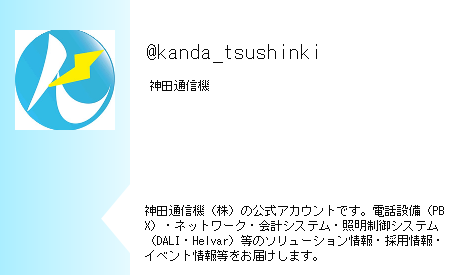 @kanda_tsushinki
神田通信機
神田通信機（株）の公式アカウントです。電話設備（PB
X）・ネットワーク・会計システム・照明制御システム
（DALI・Helvar）等のソリューション情報・採用情報・
イベント情報等をお届けします。